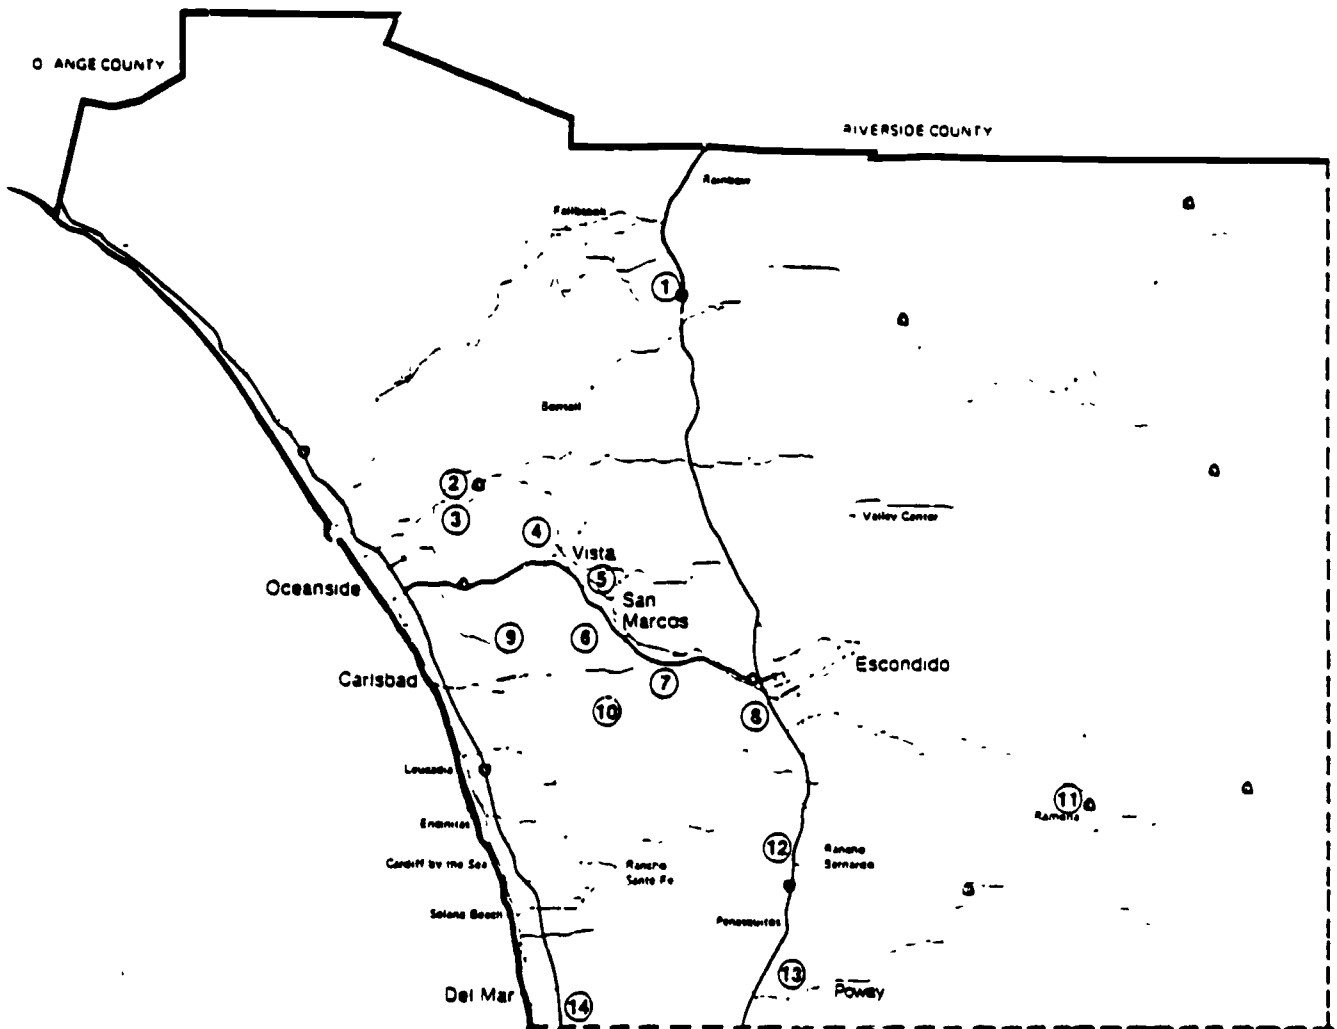 O ANGE COUNTY
RIVERSIDE COUNTY
Rainbow
Fallbrook
1
Bonsall
2
3
4
Valley Center
Vista
5
Oceanside
San
Marcos
9
6
Escondido
Carlsbad
7
10
8
Leucadia
11
Ramona
Encinitas
12
Rancho
Bernardo
Cardiff by the Sea
Rancho
Santa Fe
Solana Beach
Penasquitos
13
Poway
Del Mar
14